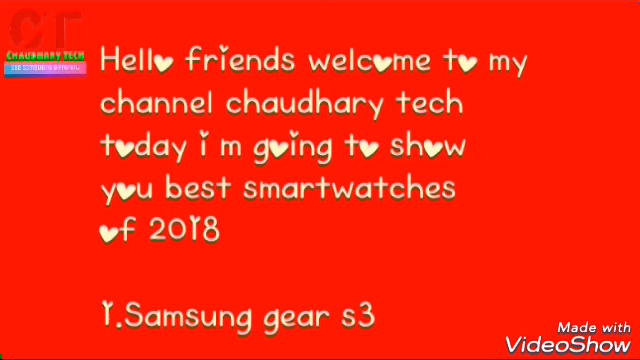 CT
CHAUDHARY TECH
Hello friends welcome to my
channel chaudhary tech
today i m going to show
you best smartwatches
of 2018
1.Samsung gear s3
Made with
VideoShow